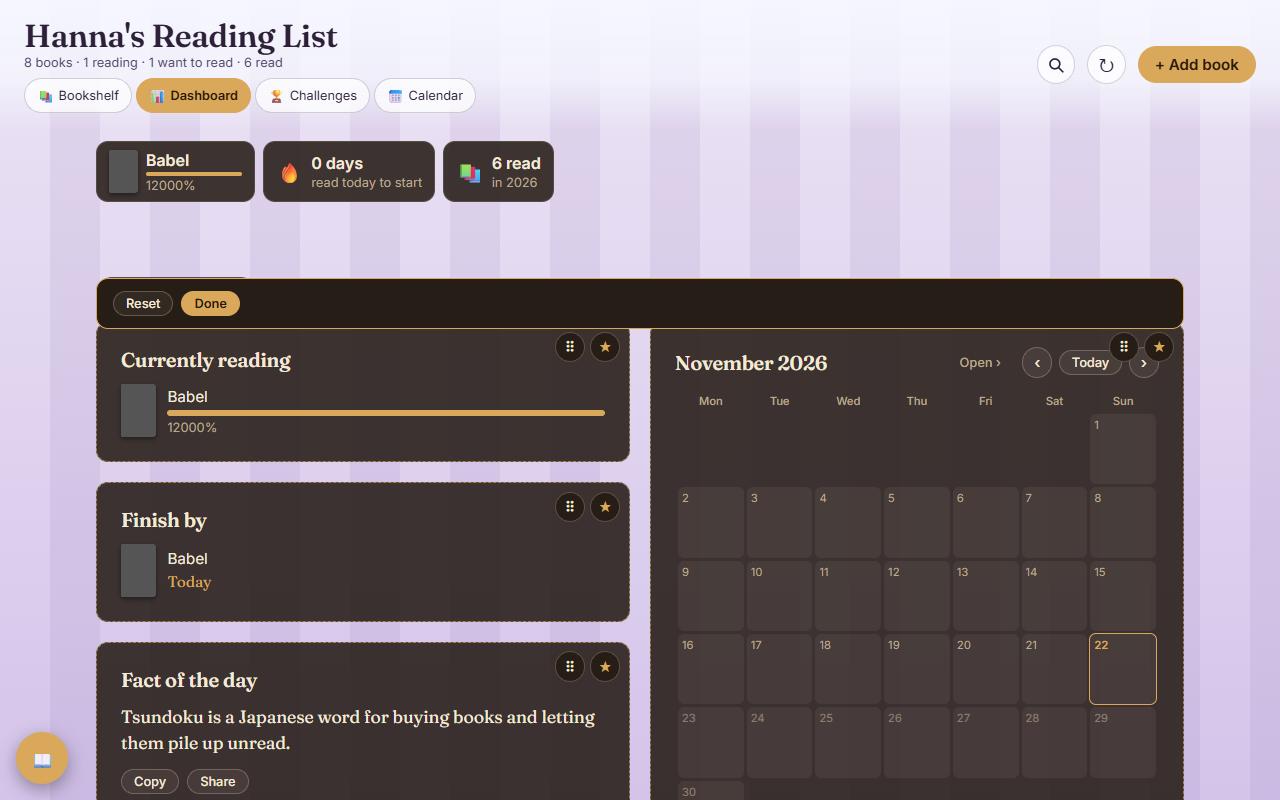 Hanna's Reading List
8 books · 1 reading · 1 want to read · 6 read
Bookshelf
Dashboard
Challenges
Calendar
+ Add book
Babel
12000%
0 days
read today to start
6 read
in 2026
Reset
Done
Currently reading
Babel
12000%
Finish by
Babel
Today
Fact of the day
Tsundoku is a Japanese word for buying books and letting
them pile up unread.
Copy
Share
November 2026
Open ›
‹
Today
›
Mon Tue Wed Thu Fri Sat Sun
1
2 3 4 5 6 7 8
9 10 11 12 13 14 15
16 17 18 19 20 21 22
23 24 25 26 27 28 29
30